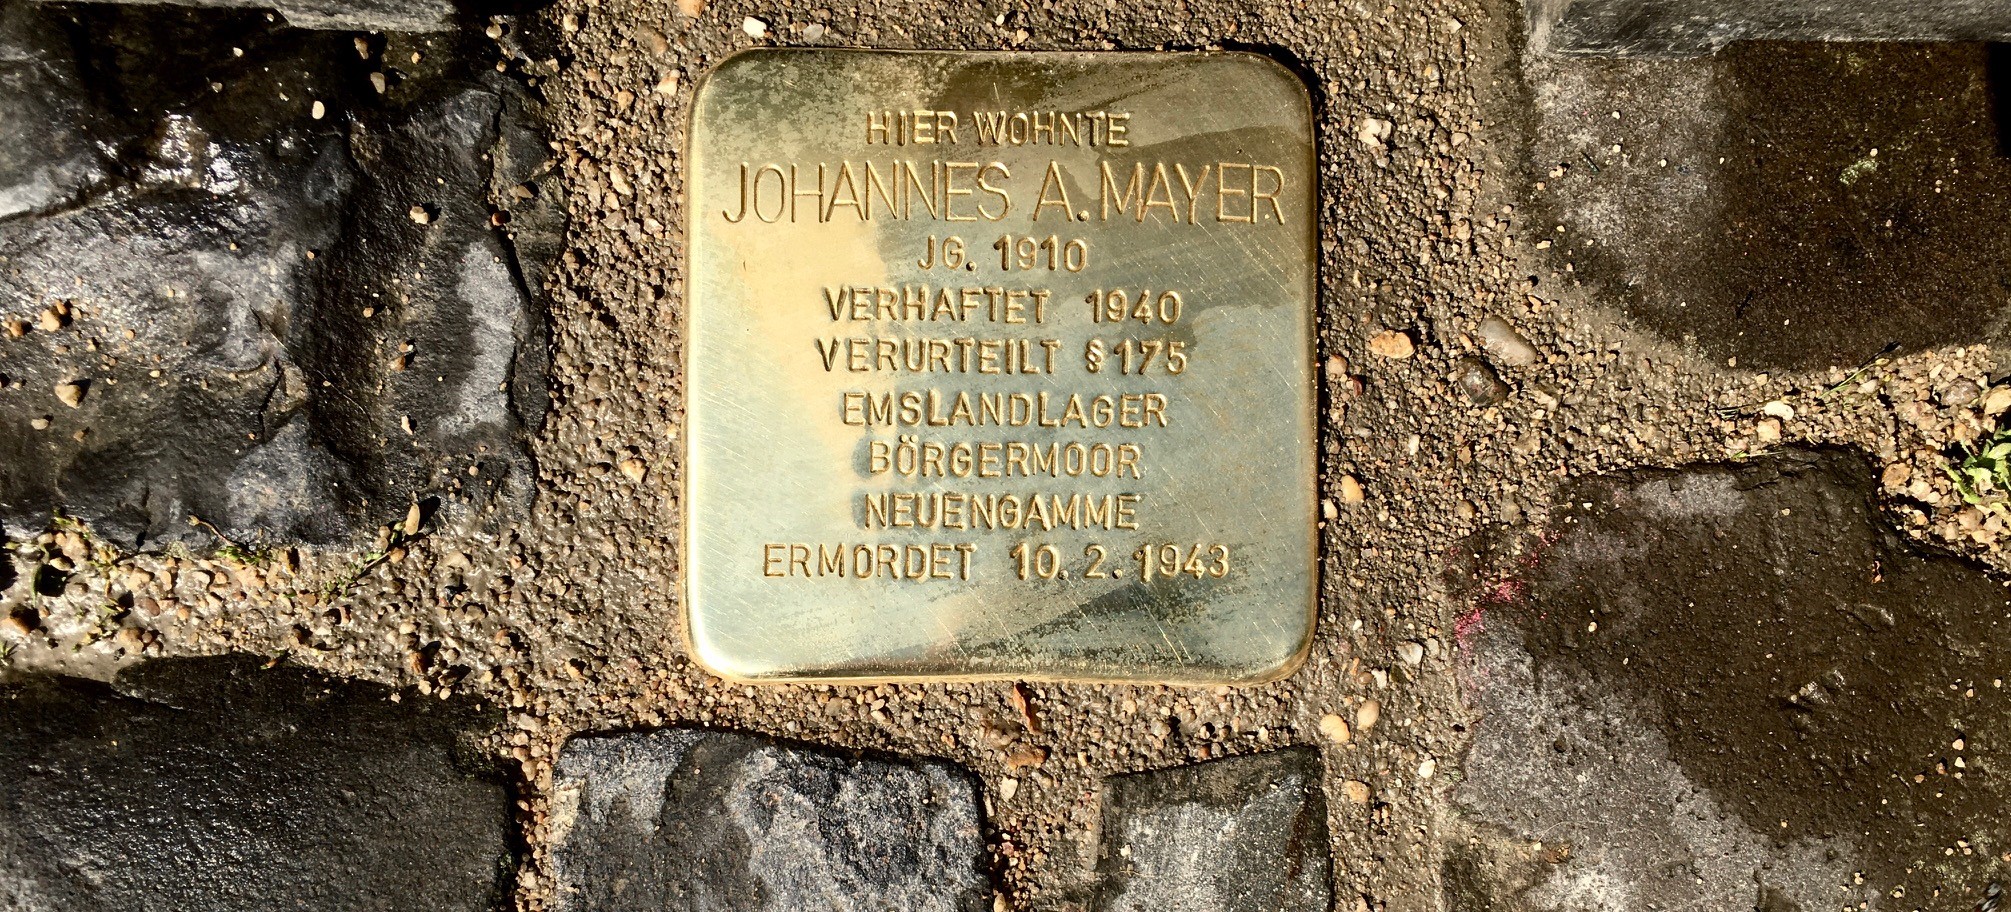 HIER WOHNTE
JOHANNES A. MAYER
JG. 1910
VERHAFTET 1940
VERURTEILT §175
EMSLANDLAGER
BÖRGERMOOR
NEUENGAMME
ERMORDET 10.2.1943